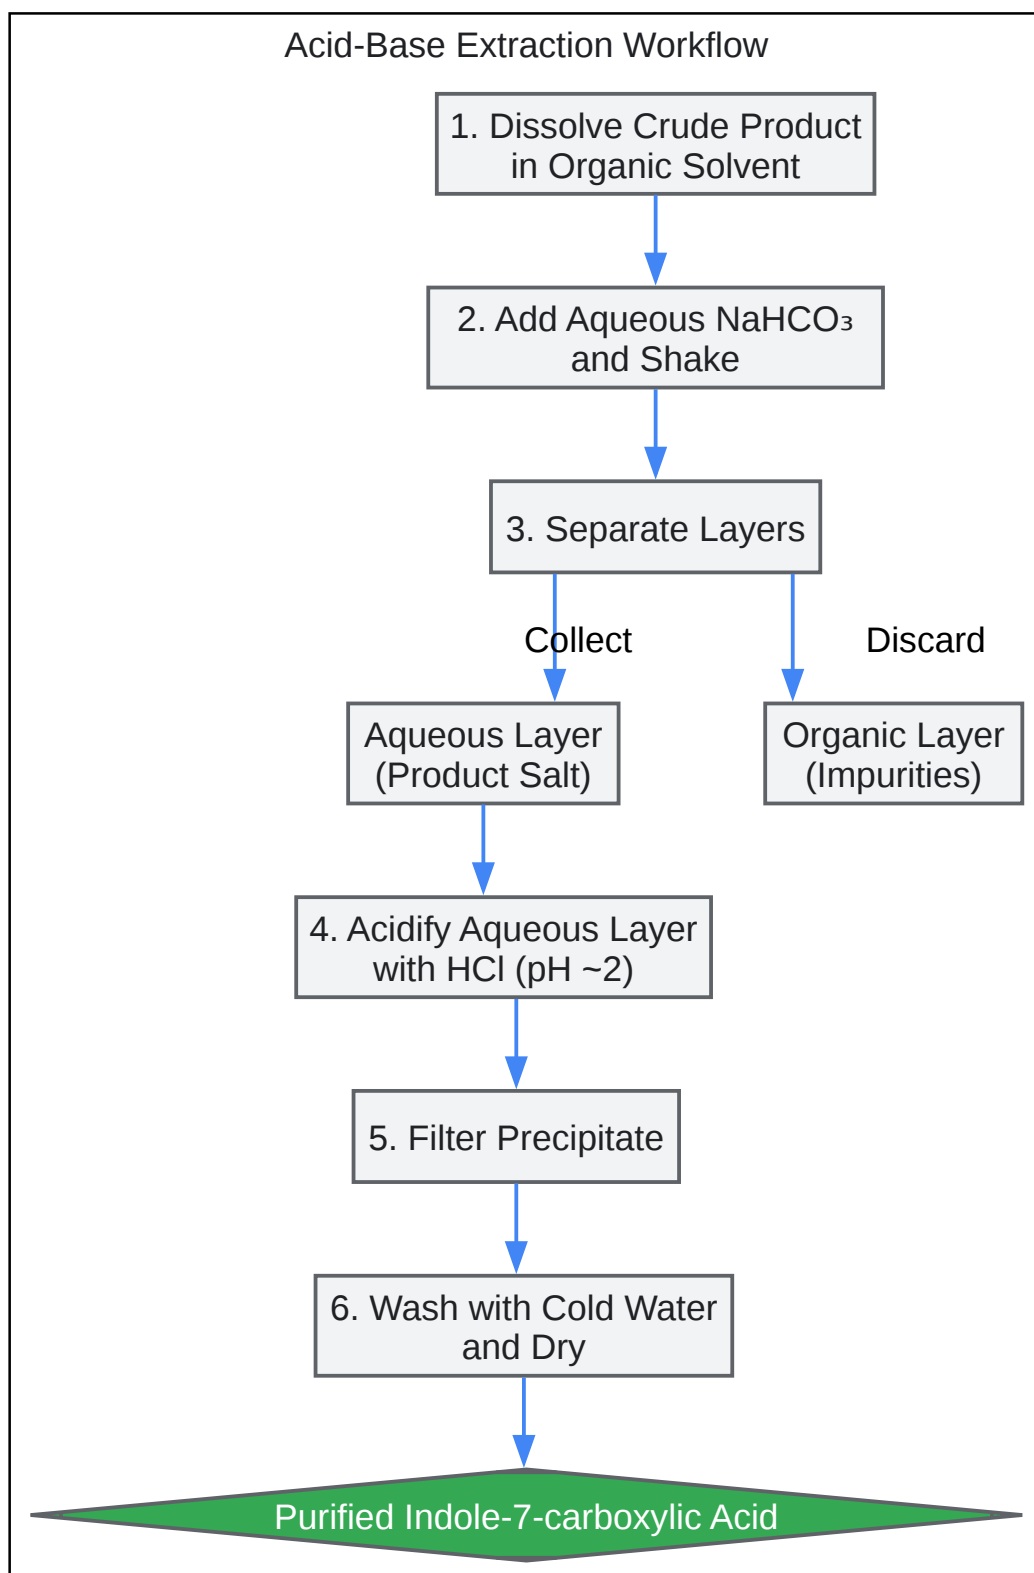 Acid-Base Extraction Workflow
1. Dissolve Crude Product
in Organic Solvent
2. Add Aqueous NaHCO₃
and Shake
3. Separate Layers
Collect
Discard
Aqueous Layer
(Product Salt)
Organic Layer
(Impurities)
4. Acidify Aqueous Layer
with HCl (pH ~2)
5. Filter Precipitate
6. Wash with Cold Water
and Dry
Purified Indole-7-carboxylic Acid